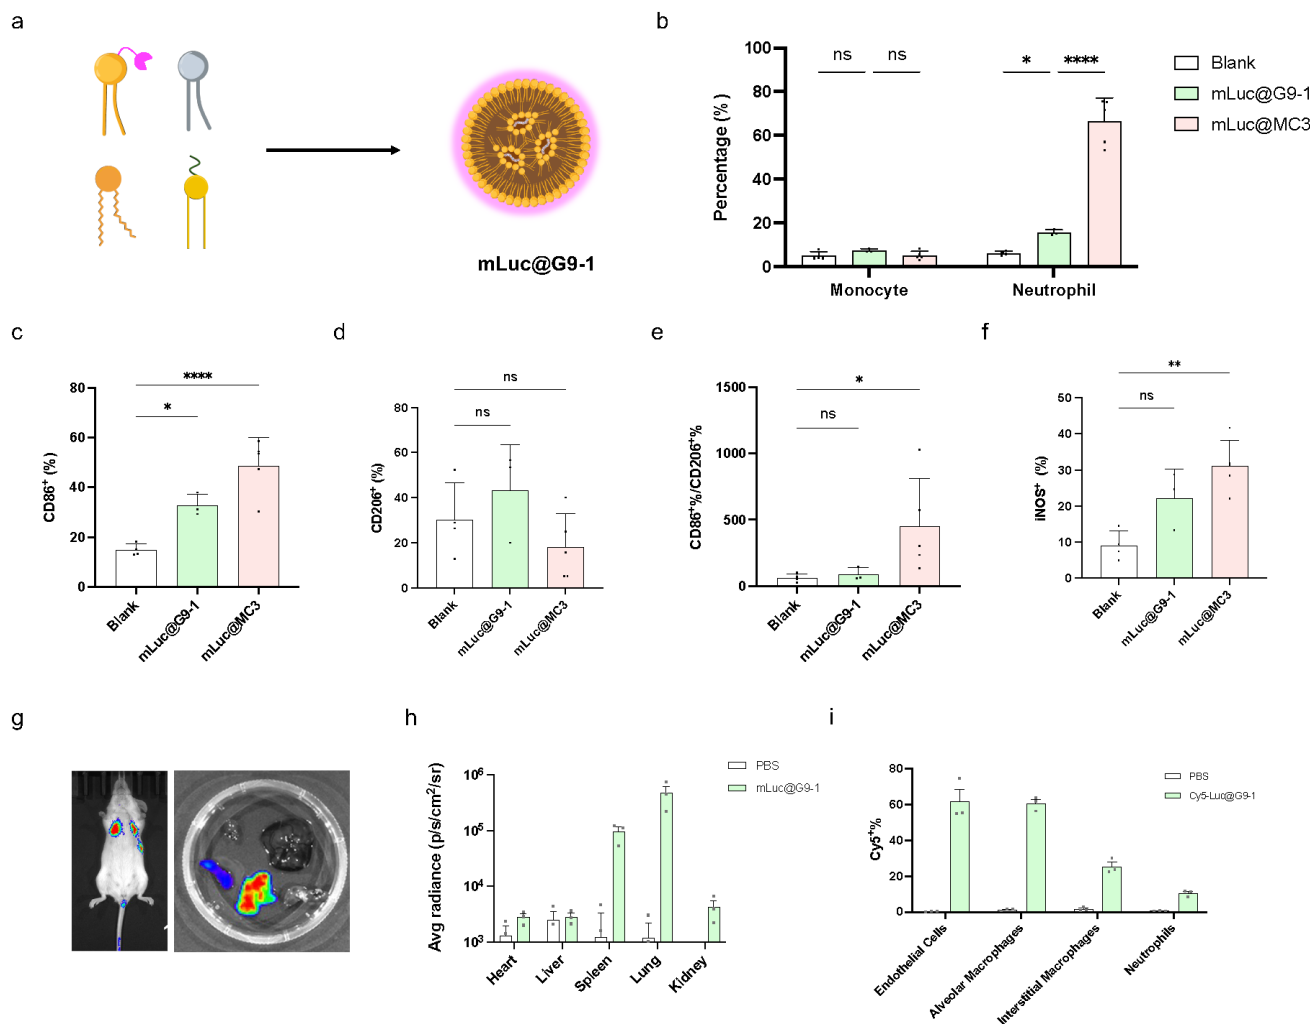 a
mLuc@G9-1
b
Percentage (%)
100
80
60
40
20
0
ns
ns
*
****
Monocyte
Neutrophil
Blank
mLuc@G9-1
mLuc@MC3
c
CD86⁺ (%)
80
60
40
20
0
****
*
Blank
mLuc@G9-1
mLuc@MC3
d
CD206⁺ (%)
80
60
40
20
0
ns
ns
Blank
mLuc@G9-1
mLuc@MC3
e
CD86⁺%/CD206⁺%
1500
1000
500
0
*
ns
Blank
mLuc@G9-1
mLuc@MC3
f
iNOS⁺ (%)
50
40
30
20
10
0
**
ns
Blank
mLuc@G9-1
mLuc@MC3
g
h
Avg radiance (p/s/cm²/sr)
10⁶
10⁵
10⁴
10³
PBS
mLuc@G9-1
Heart
Liver
Spleen
Lung
Kidney
i
Cy5⁺%
80
60
40
20
0
PBS
Cy5-Luc@G9-1
Endothelial Cells
Alveolar Macrophages
Interstitial Macrophages
Neutrophils